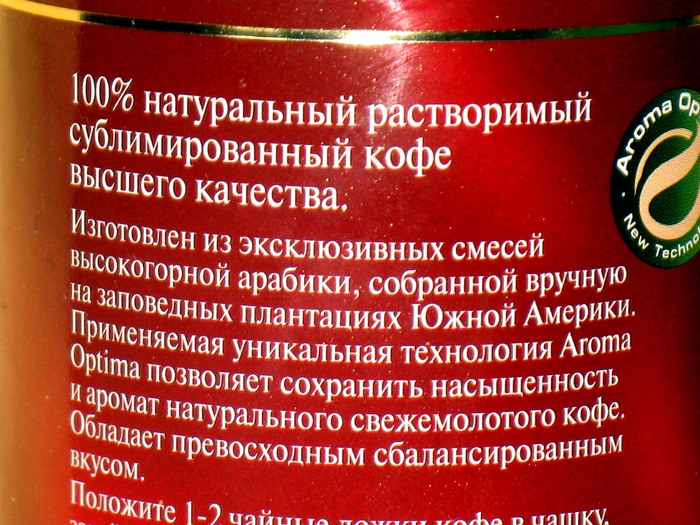 100% натуральный растворимый
сублимированный кофе
высшего качества.
Изготовлен из эксклюзивных смесей
высокогорной арабики, собранной вручную
на заповедных плантациях Южной Америки.
Применяемая уникальная технология Aroma
Optima позволяет сохранить насыщенность
и аромат натурального свежемолотого кофе.
Обладает превосходным сбалансированным
вкусом.
Положите 1-2 чайные ложки кофе в чашку,
Aroma Op
New Technol